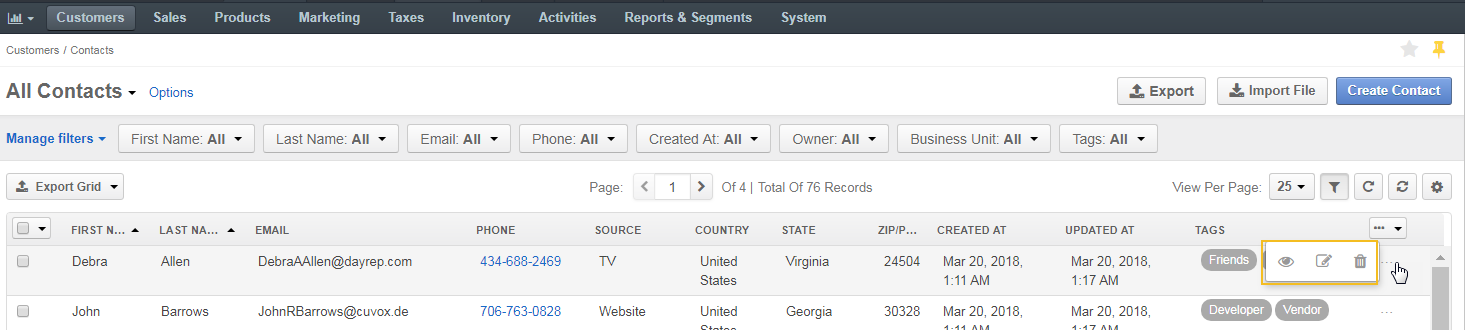 Customers Sales Products Marketing Taxes Inventory Activities Reports & Segments System
Customers / Contacts
All Contacts Options Export Import File Create Contact
Manage filters First Name: All Last Name: All Email: All Phone: All Created At: All Owner: All Business Unit: All Tags: All
Export Grid Page: 1 Of 4 | Total Of 76 Records View Per Page: 25
FIRST N... LAST NA... EMAIL PHONE SOURCE COUNTRY STATE ZIP/P... CREATED AT UPDATED AT TAGS ...
Debra Allen DebraAAllen@dayrep.com 434-688-2469 TV United Virginia 24504 Mar 20, 2018, Mar 20, 2018, Friends ...
States 1:11 AM 1:17 AM
John Barrows JohnRBarrows@cuvox.de 706-763-0828 Website United Georgia 30328 Mar 20, 2018, Mar 20, 2018, Developer Vendor ...
States 1:11 AM 1:17 AM